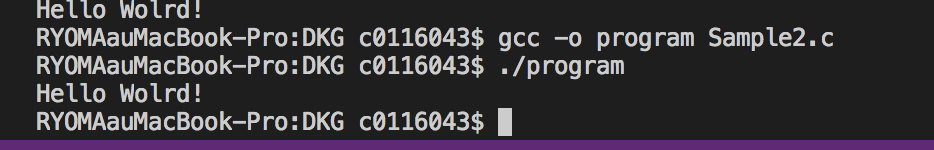 Hello Wolrd!
RYOMAauMacBook-Pro:DKG c0116043$ gcc -o program Sample2.c
RYOMAauMacBook-Pro:DKG c0116043$ ./program
Hello Wolrd!
RYOMAauMacBook-Pro:DKG c0116043$